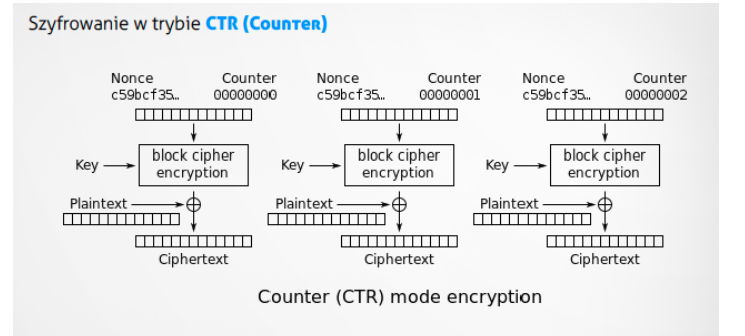 Szyfrowanie w trybie CTR (Counter)
Nonce Counter Nonce Counter Nonce Counter
c59bcf35… 00000000 c59bcf35… 00000001 c59bcf35… 00000002
Key block cipher encryption Key block cipher encryption Key block cipher encryption
Plaintext Plaintext Plaintext
Ciphertext Ciphertext Ciphertext
Counter (CTR) mode encryption